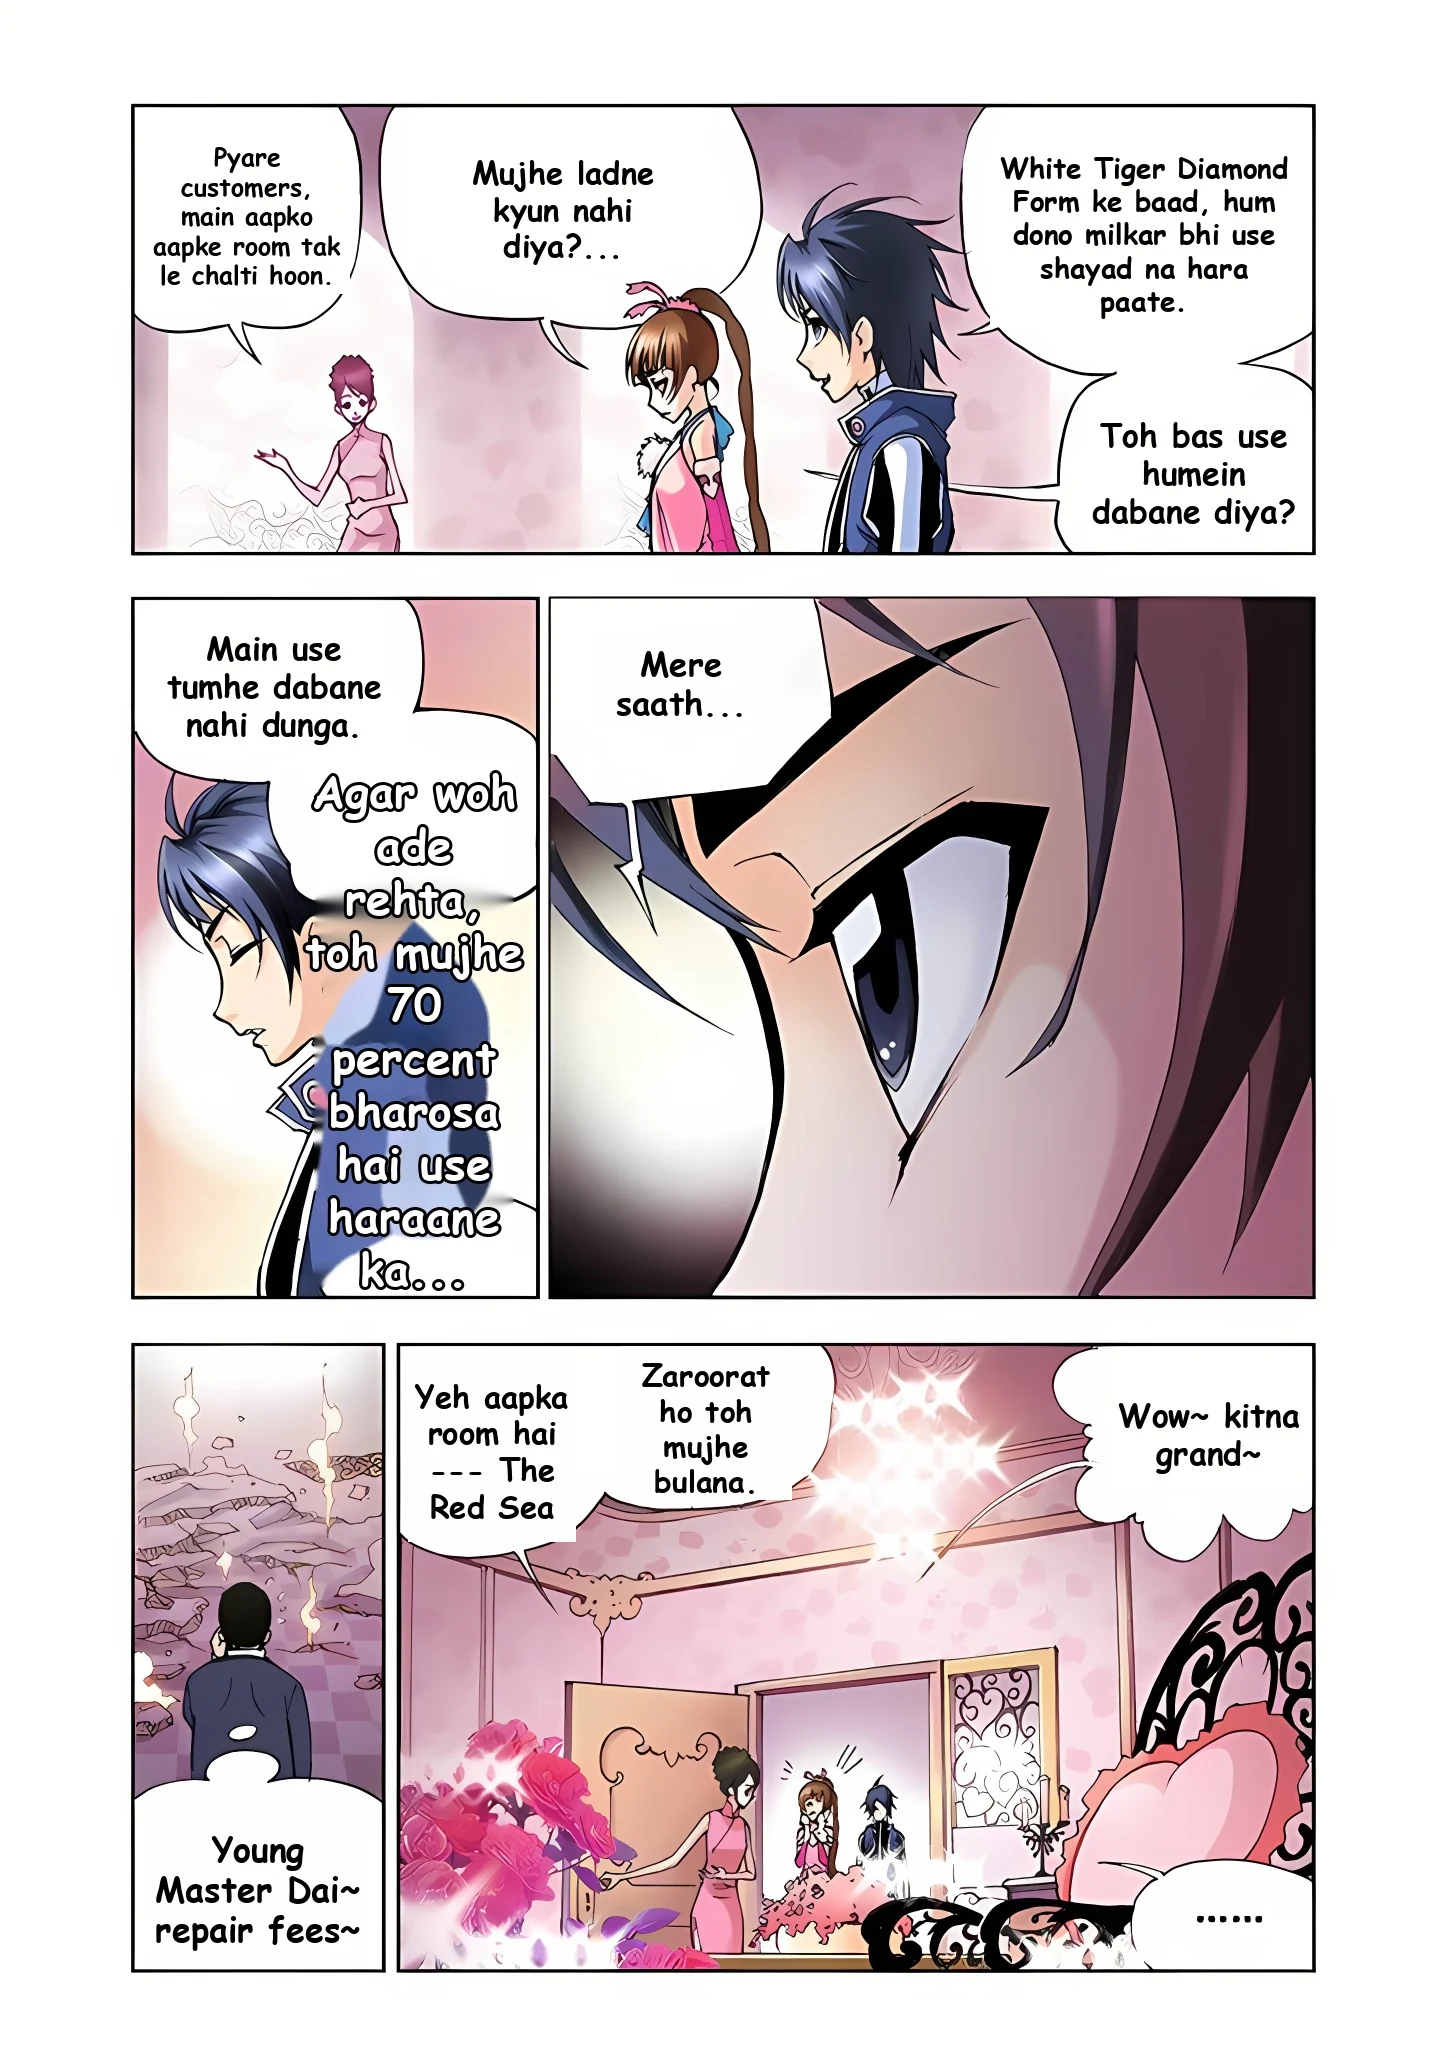 Pyare
customers,
main aapko
aapke room tak
le chalti hoon.
Mujhe ladne
kyun nahi
diya?...
White Tiger Diamond
Form ke baad, hum
dono milkar bhi use
shayad na hara
paate.
Toh bas use
humein
dabane diya?
Main use
tumhe dabane
nahi dunga.
Agar woh
ade
rehta,
toh mujhe
70
percent
bharosa
hai use
haraane
ka...
Mere
saath...
Young
Master Dai~
repair fees~
Yeh aapka
room hai
--- The
Red Sea
Zaroorat
ho toh
mujhe
bulana.
Wow~ kitna
grand~
......